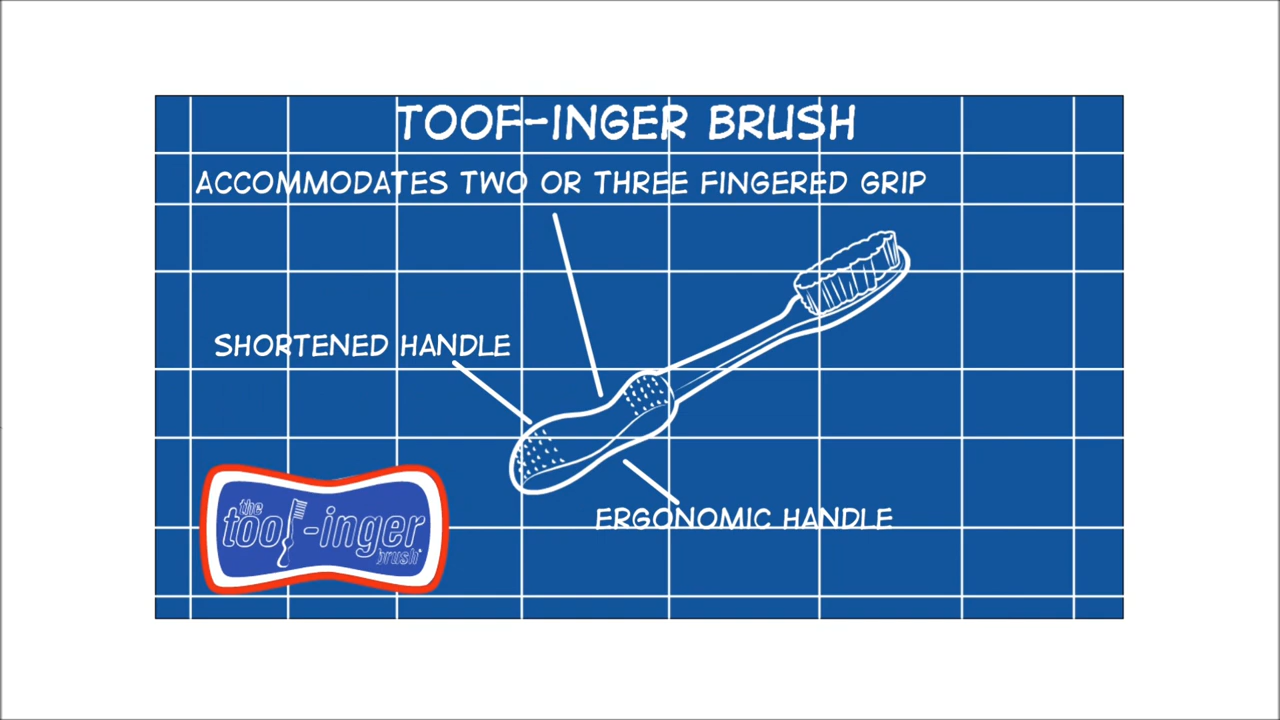 TOOF-INGER BRUSH
ACCOMMODATES TWO OR THREE FINGERED GRIP
SHORTENED HANDLE
the
toof-inger
brush
ERGONOMIC HANDLE